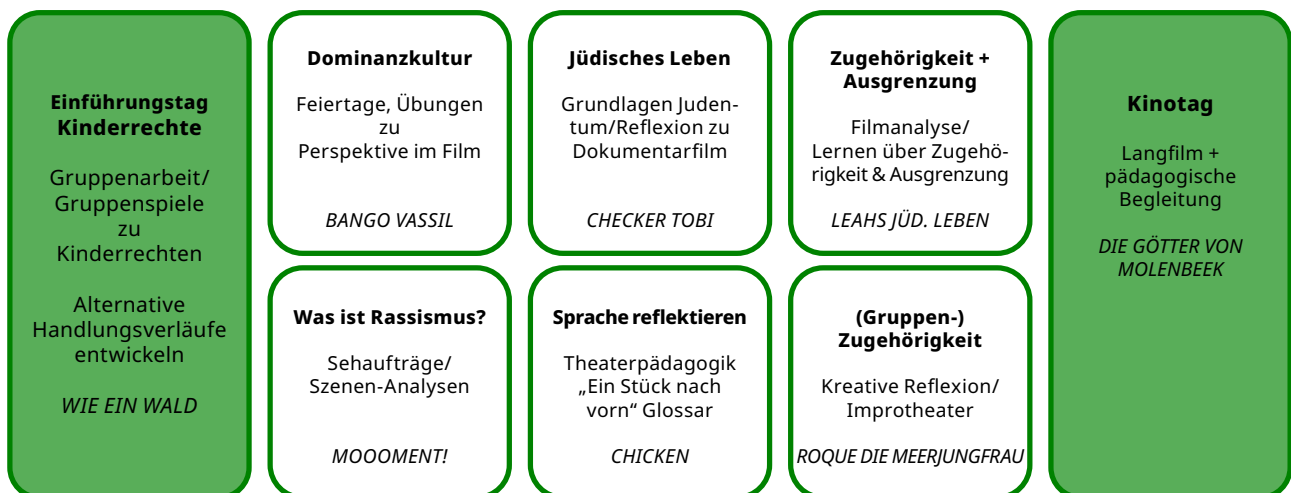 Einführungstag
Kinderrechte
Gruppenarbeit/
Gruppenspiele
zu
Kinderrechten
Alternative
Handlungsverläufe
entwickeln
WIE EIN WALD
Dominanzkultur
Feiertage, Übungen
zu
Perspektive im Film
BANGO VASSIL
Jüdisches Leben
Grundlagen Juden-
tum/Reflexion zu
Dokumentarfilm
CHECKER TOBI
Zugehörigkeit +
Ausgrenzung
Filmanalyse/
Lernen über Zugehö-
rigkeit & Ausgrenzung
LEAHS JÜD. LEBEN
Was ist Rassismus?
Sehaufträge/
Szenen-Analysen
MOOOMENT!
Sprache reflektieren
Theaterpädagogik
„Ein Stück nach
vorn“ Glossar
CHICKEN
(Gruppen-)
Zugehörigkeit
Kreative Reflexion/
Improtheater
ROQUE DIE MEERJUNGFRAU
Kinotag
Langfilm +
pädagogische
Begleitung
DIE GÖTTER VON
MOLENBEEK